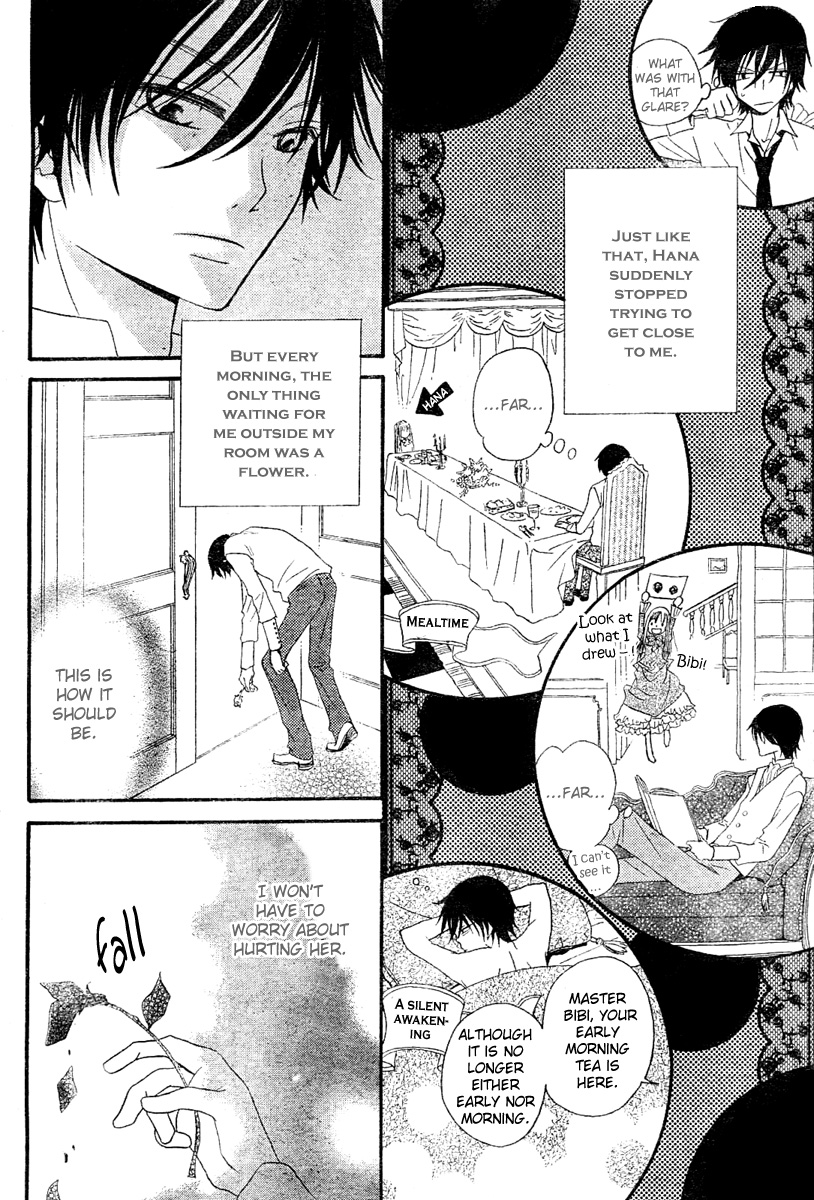 WHAT
WAS WITH
THAT
GLARE?
JUST LIKE
THAT, HANA
SUDDENLY
STOPPED
TRYING TO
GET CLOSE
TO ME.
HANA
...FAR...
MEALTIME
Look at
what I
drew–!
Bibi!
...FAR...
I can't
see it
...
MASTER
BIBI, YOUR
EARLY
MORNING
TEA IS
HERE.
ALTHOUGH
IT IS NO
LONGER
EITHER
EARLY NOR
MORNING.
A SILENT
AWAKEN-
ING
BUT EVERY
MORNING, THE
ONLY THING
WAITING FOR
ME OUTSIDE MY
ROOM WAS A
FLOWER.
THIS IS
HOW IT
SHOULD
BE.
I WON'T
HAVE TO
WORRY ABOUT
HURTING HER.
fall